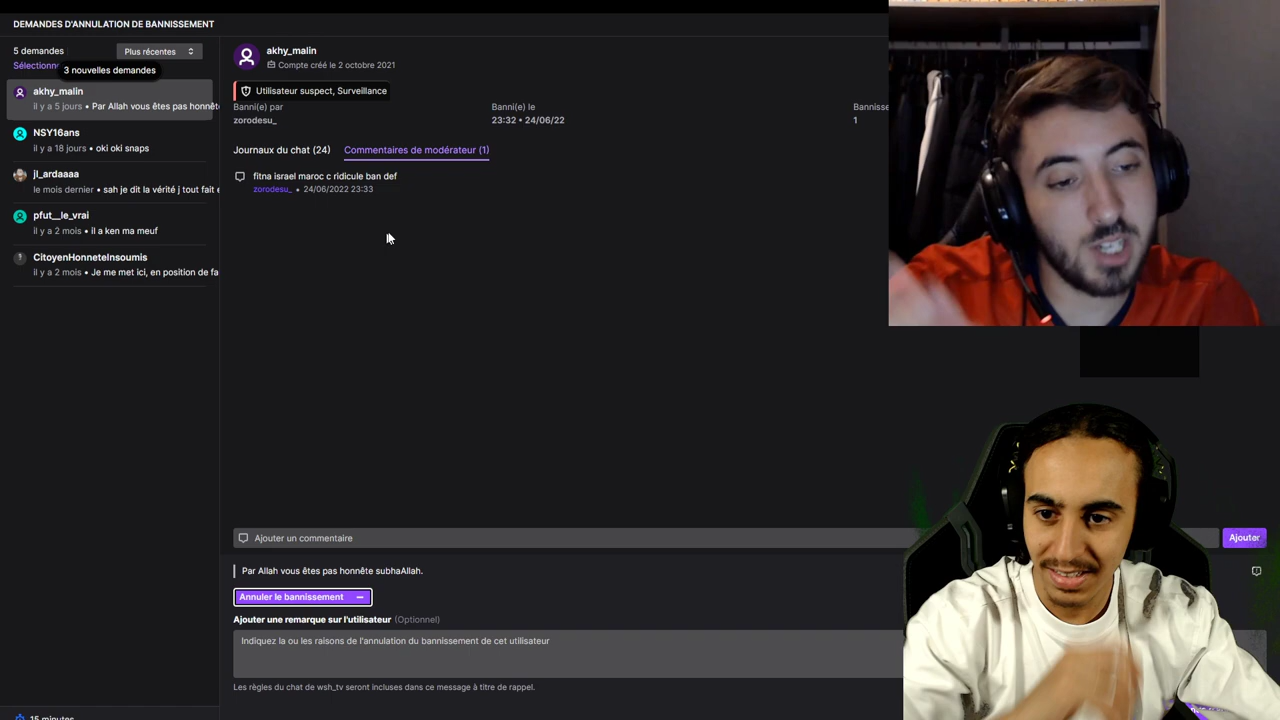 DEMANDES D'ANNULATION DE BANNISSEMENT
5 demandes
Plus récentes
Sélectionn
3 nouvelles demandes
akhy_malin
il y a 5 jours • Par Allah vous êtes pas honnêt
NSY16ans
il y a 18 jours • oki oki snaps
jl_ardaaaa
le mois dernier • sah je dit la vérité j tout fait e
pfut__le_vrai
il y a 2 mois • il a ken ma meuf
CitoyenHonneteInsoumis
il y a 2 mois • Je me met ici, en position de fa
15 minutes
akhy_malin
Compte créé le 2 octobre 2021
Utilisateur suspect, Surveillance
Banni(e) par
zorodesu_
Banni(e) le
23:32 • 24/06/22
Bannisse
1
Journaux du chat (24)
Commentaires de modérateur (1)
fitna israel maroc c ridicule ban def
zorodesu_ • 24/06/2022 23:33
Ajouter un commentaire
Ajouter
Par Allah vous êtes pas honnête subhaAllah.
Annuler le bannissement
Ajouter une remarque sur l'utilisateur (Optionnel)
Indiquez la ou les raisons de l'annulation du bannissement de cet utilisateur
Les règles du chat de wsh_tv seront incluses dans ce message à titre de rappel.